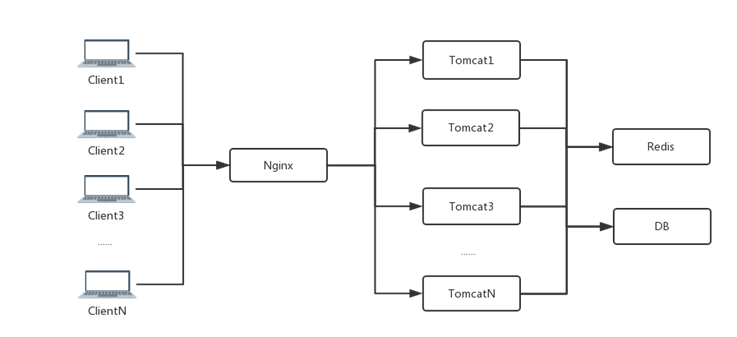 Client1
Client2
Client3
......
ClientN
Nginx
Tomcat1
Tomcat2
Tomcat3
......
TomcatN
Redis
DB